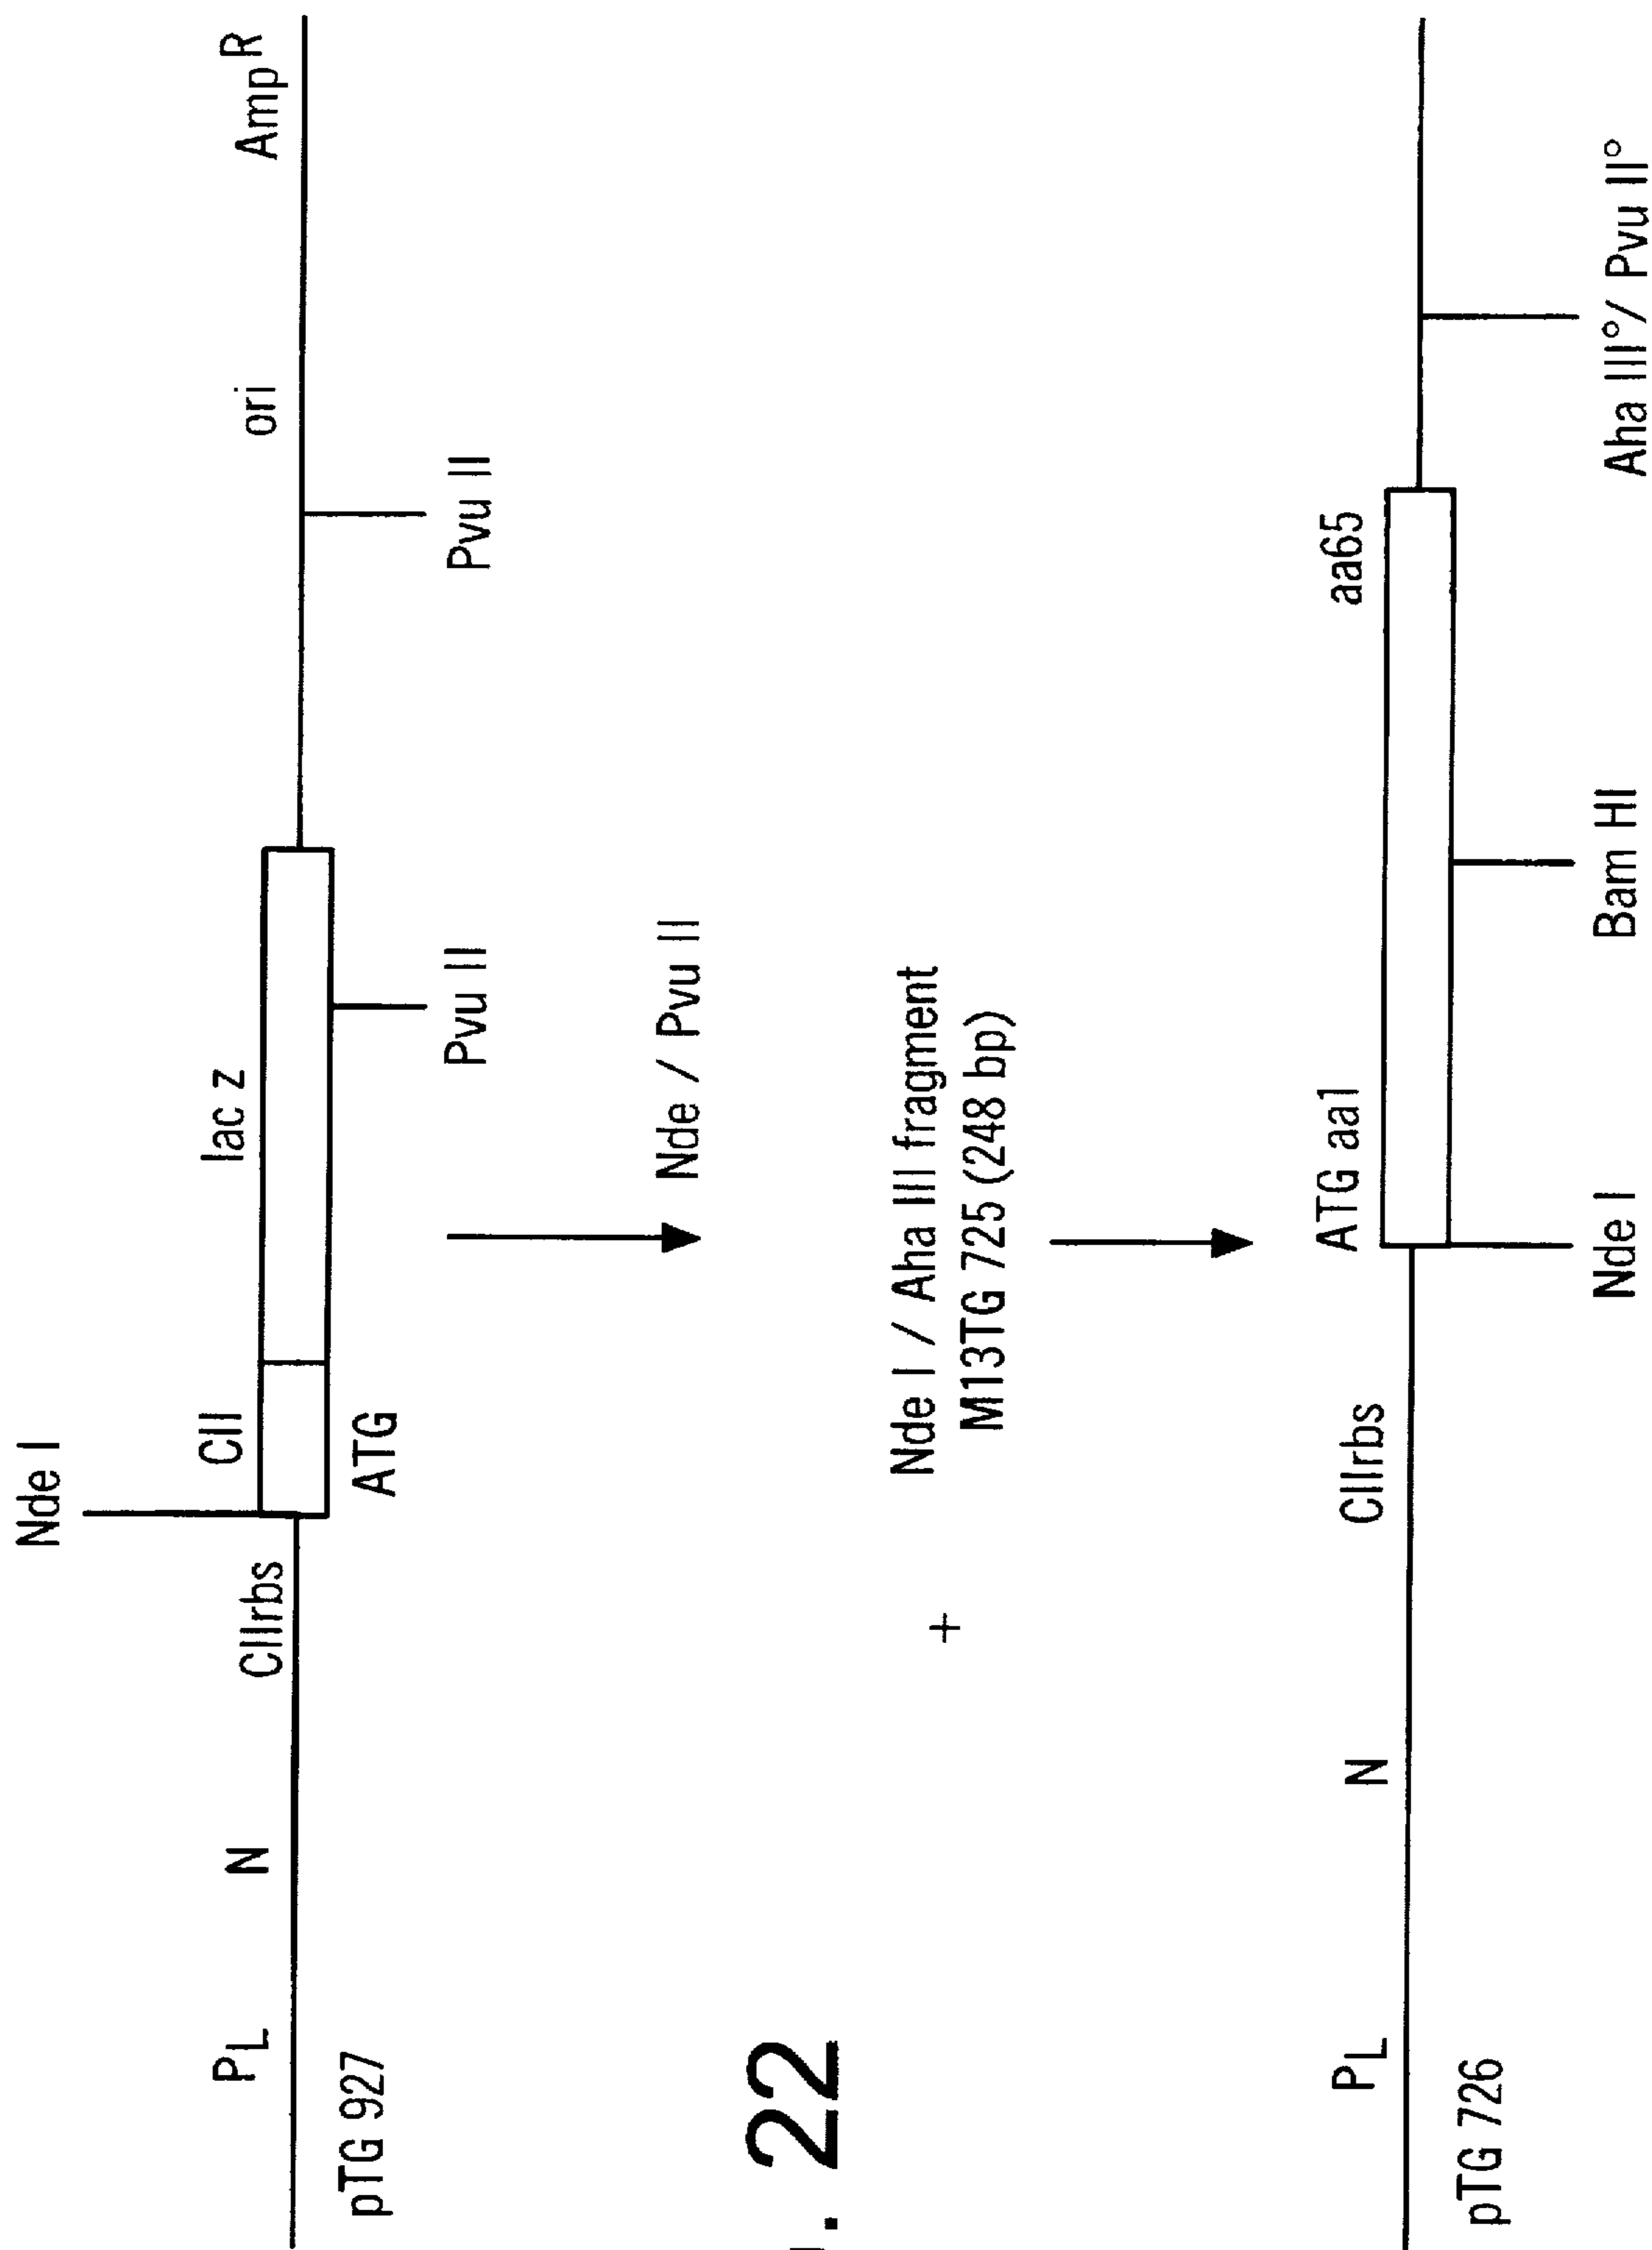 Nde I
PL N CIIrbs CII lac z ori AmpR
ATG
pTG 927
Pvu II Pvu II
Nde / Pvu II
. 22
+ Nde I / Aha III fragment
M13TG 725 (248 bp)
PL N CIIrbs ATG aa1 aa65
pTG 726
Nde I Bam HI Aha III°/ Pvu II°